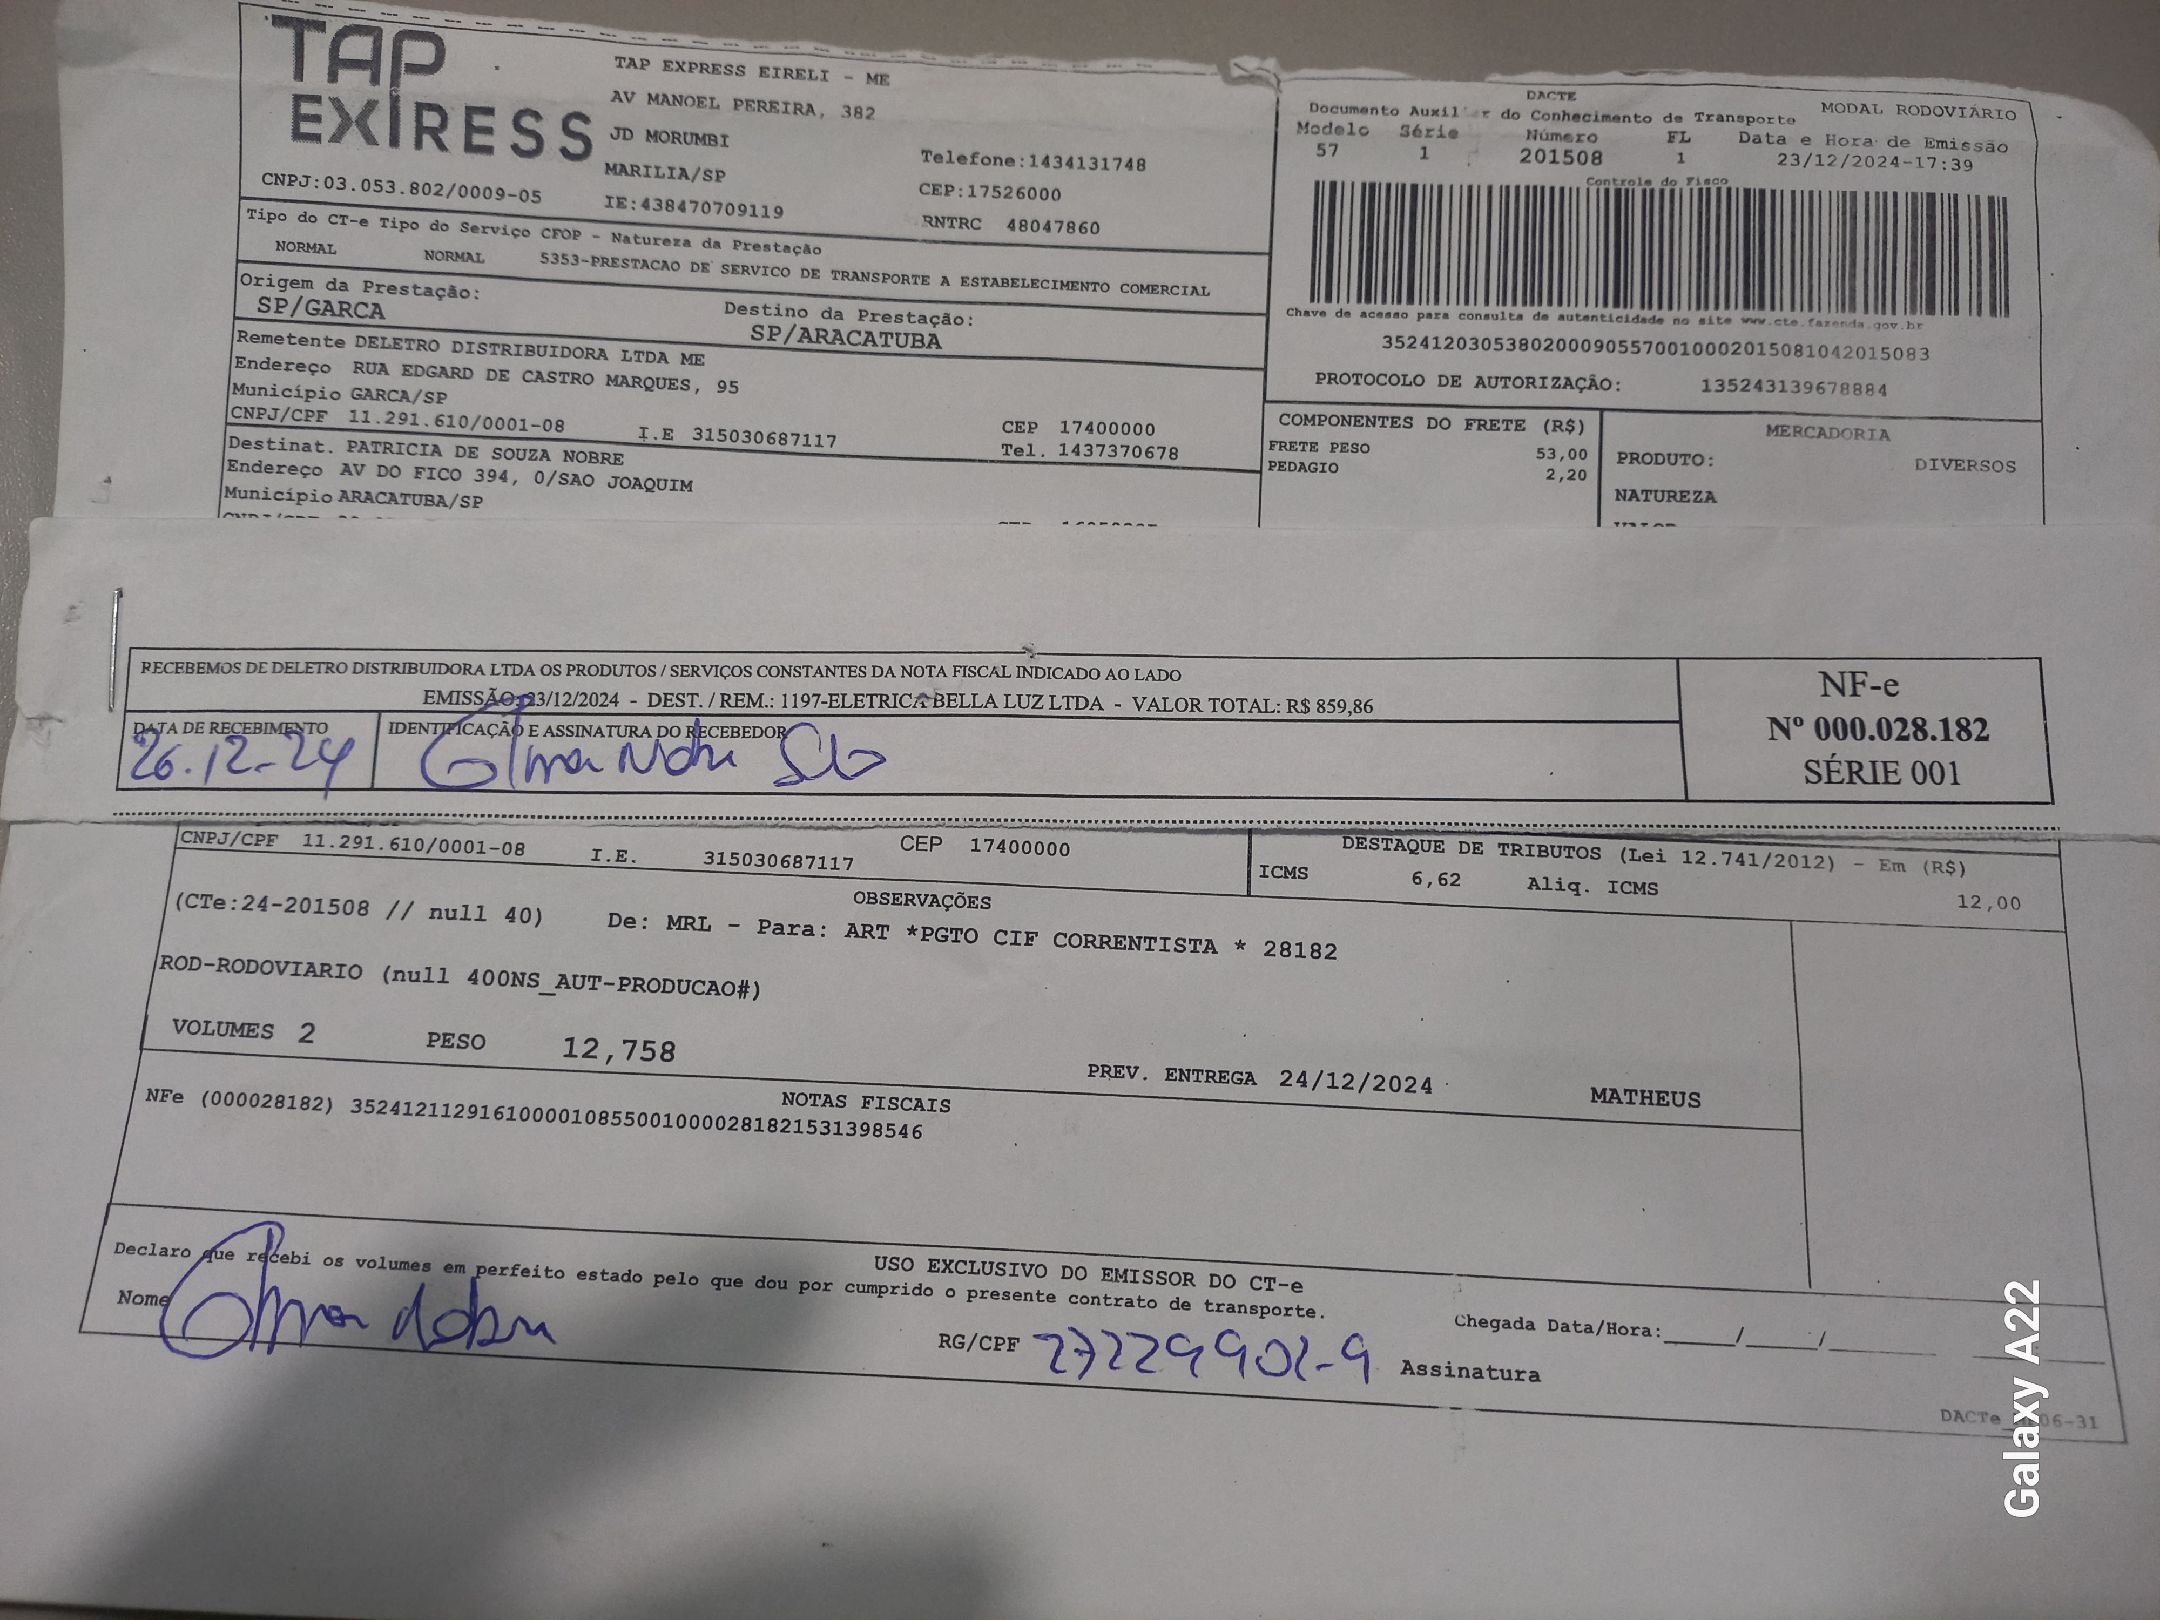 TAP
EXPRESS
TAP EXPRESS EIRELI - ME
AV MANOEL PEREIRA, 382
JD MORUMBI
MARILIA/SP
Telefone:1434131748
CEP:17526000
CNPJ:03.053.802/0009-05
IE:438470709119
RNTRC 48047860
DACTE
MODAL RODOVIÁRIO
Documento Auxil r do Conhecimento de Transporte
Modelo Série Número FL Data e Hora de Emissão
57 1 201508 1 23/12/2024-17:39
Controle do Fisco
Chave de acesso para consulta de autenticidade no site www.cte.fazenda.gov.br
35241203053802000905570010002015081042015083
PROTOCOLO DE AUTORIZAÇÃO: 135243139678884
Tipo do CT-e Tipo do Serviço CFOP - Natureza da Prestação
NORMAL NORMAL 5353-PRESTACAO DE SERVICO DE TRANSPORTE A ESTABELECIMENTO COMERCIAL
Origem da Prestação: Destino da Prestação:
SP/GARCA SP/ARACATUBA
Remetente DELETRO DISTRIBUIDORA LTDA ME
Endereço RUA EDGARD DE CASTRO MARQUES, 95
Município GARCA/SP CEP 17400000
CNPJ/CPF 11.291.610/0001-08 I.E 315030687117 Tel. 1437370678
Destinat. PATRICIA DE SOUZA NOBRE
Endereço AV DO FICO 394, 0/SAO JOAQUIM
Município ARACATUBA/SP
COMPONENTES DO FRETE (R$)
FRETE PESO 53,00
PEDAGIO 2,20
MERCADORIA
PRODUTO: DIVERSOS
NATUREZA
RECEBEMOS DE DELETRO DISTRIBUIDORA LTDA OS PRODUTOS / SERVIÇOS CONSTANTES DA NOTA FISCAL INDICADO AO LADO
EMISSÃO: 23/12/2024 - DEST. / REM.: 1197-ELETRICA BELLA LUZ LTDA - VALOR TOTAL: R$ 859,86
DATA DE RECEBIMENTO
26.12-24
IDENTIFICAÇÃO E ASSINATURA DO RECEBEDOR
NF-e
Nº 000.028.182
SÉRIE 001
CNPJ/CPF 11.291.610/0001-08 I.E. 315030687117 CEP 17400000
DESTAQUE DE TRIBUTOS (Lei 12.741/2012) - Em (R$)
ICMS 6,62 Aliq. ICMS 12,00
OBSERVAÇÕES
(CTe:24-201508 // null 40) De: MRL - Para: ART *PGTO CIF CORRENTISTA * 28182
ROD-RODOVIARIO (null 400NS_AUT-PRODUCAO#)
VOLUMES 2 PESO 12,758
PREV. ENTREGA 24/12/2024 MATHEUS
NOTAS FISCAIS
NFe (000028182) 35241211291610000108550010000281821531398546
USO EXCLUSIVO DO EMISSOR DO CT-e
Declaro que recebi os volumes em perfeito estado pelo que dou por cumprido o presente contrato de transporte.
Nome
RG/CPF 27229902-9 Assinatura
Chegada Data/Hora:_____/_____/
Galaxy A22